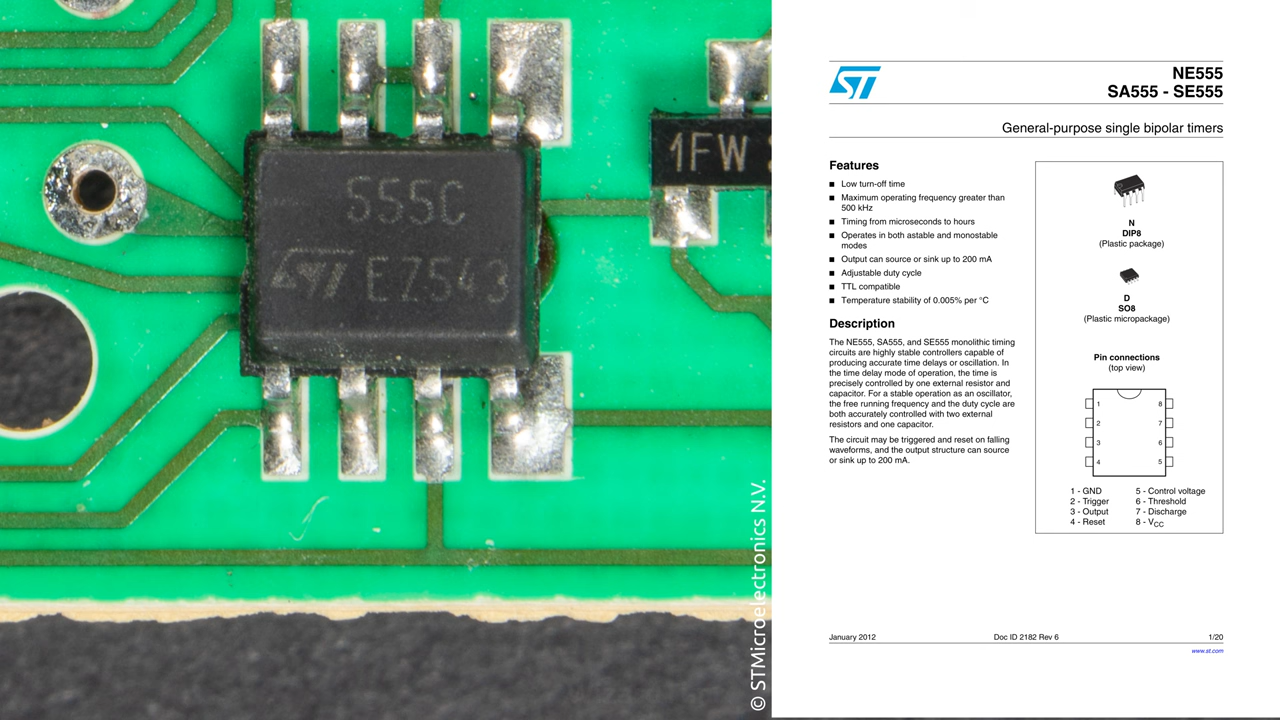 555C
ST EZ5
1FW
© STMicroelectronics N.V.
ST
NE555
SA555 - SE555
General-purpose single bipolar timers
Features
■ Low turn-off time
■ Maximum operating frequency greater than
500 kHz
■ Timing from microseconds to hours
■ Operates in both astable and monostable
modes
■ Output can source or sink up to 200 mA
■ Adjustable duty cycle
■ TTL compatible
■ Temperature stability of 0.005% per °C
Description
The NE555, SA555, and SE555 monolithic timing
circuits are highly stable controllers capable of
producing accurate time delays or oscillation. In
the time delay mode of operation, the time is
precisely controlled by one external resistor and
capacitor. For a stable operation as an oscillator,
the free running frequency and the duty cycle are
both accurately controlled with two external
resistors and one capacitor.
The circuit may be triggered and reset on falling
waveforms, and the output structure can source
or sink up to 200 mA.
N
DIP8
(Plastic package)
D
SO8
(Plastic micropackage)
Pin connections
(top view)
1 8
2 7
3 6
4 5
1 - GND 5 - Control voltage
2 - Trigger 6 - Threshold
3 - Output 7 - Discharge
4 - Reset 8 - VCC
January 2012 Doc ID 2182 Rev 6 1/20
www.st.com